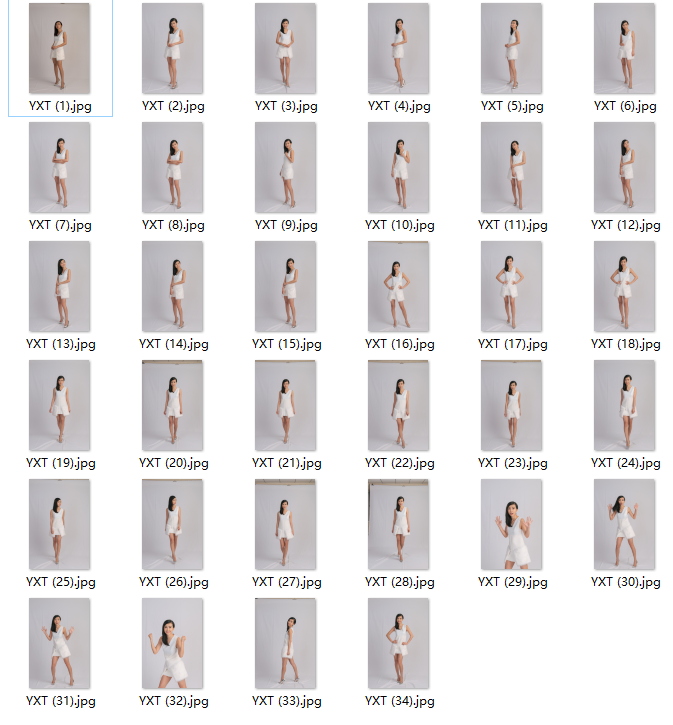 YXT (1).jpg YXT (2).jpg YXT (3).jpg YXT (4).jpg YXT (5).jpg YXT (6).jpg
YXT (7).jpg YXT (8).jpg YXT (9).jpg YXT (10).jpg YXT (11).jpg YXT (12).jpg
YXT (13).jpg YXT (14).jpg YXT (15).jpg YXT (16).jpg YXT (17).jpg YXT (18).jpg
YXT (19).jpg YXT (20).jpg YXT (21).jpg YXT (22).jpg YXT (23).jpg YXT (24).jpg
YXT (25).jpg YXT (26).jpg YXT (27).jpg YXT (28).jpg YXT (29).jpg YXT (30).jpg
YXT (31).jpg YXT (32).jpg YXT (33).jpg YXT (34).jpg